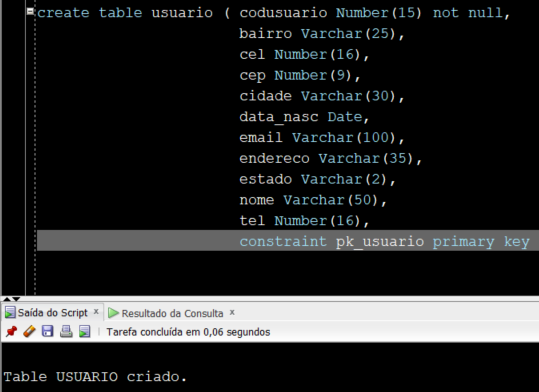 create table usuario ( codusuario Number(15) not null,
bairro Varchar(25),
cel Number(16),
cep Number(9),
cidade Varchar(30),
data_nasc Date,
email Varchar(100),
endereco Varchar(35),
estado Varchar(2),
nome Varchar(50),
tel Number(16),
constraint pk_usuario primary key
Saída do Script x Resultado da Consulta x
Tarefa concluída em 0,06 segundos
Table USUARIO criado.